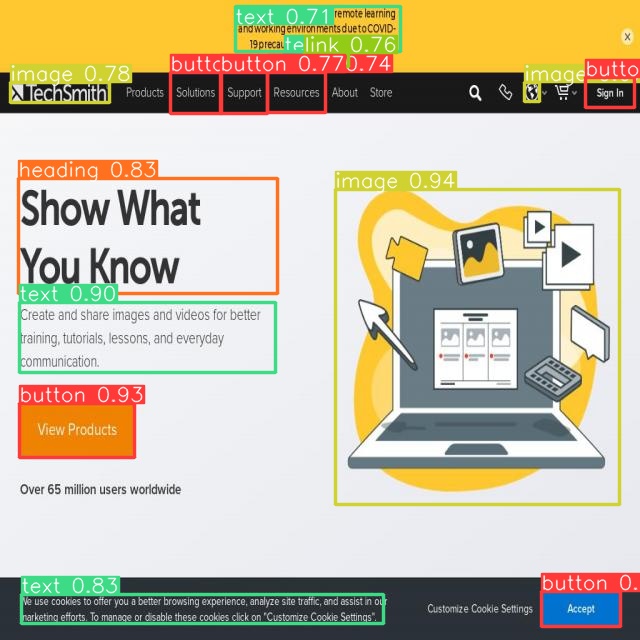 text 0.71 remote learning
and working environments due to COVID-
19 telink 0.76
image 0.78 button 0.77 0.74 image
TechSmith Products Solutions Support Resources About Store Sign In
x
heading 0.83
Show What
You Know
image 0.94
text 0.90
Create and share images and videos for better
training, tutorials, lessons, and everyday
communication.
button 0.93
View Products
Over 65 million users worldwide
text 0.83
We use cookies to offer you a better browsing experience, analyze site traffic, and assist in our
marketing efforts. To manage or disable these cookies click on "Customize Cookie Settings".
Customize Cookie Settings
button 0.
Accept